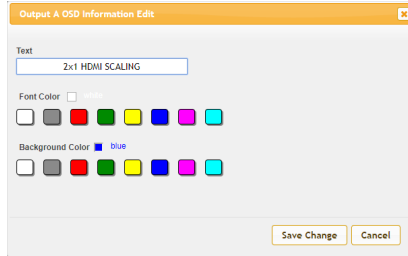 Output A OSD Information Edit
Text
2x1 HDMI SCALING
Font Color white
Background Color blue
Save Change Cancel